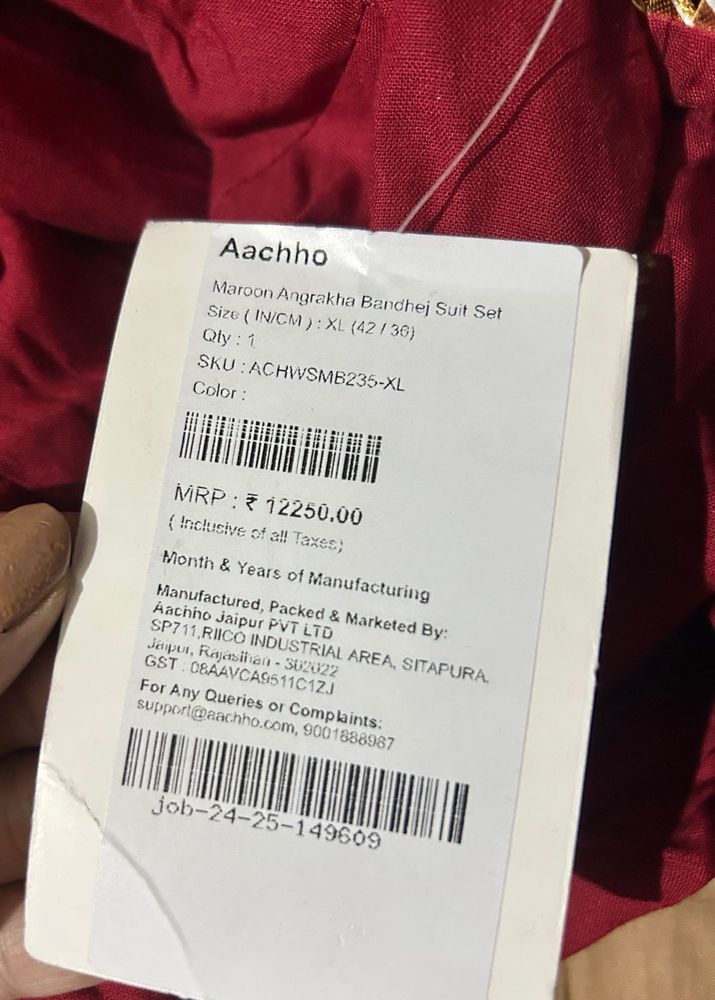 Aachho
Maroon Angrakha Bandhej Suit Set
Size ( IN/CM ) : XL (42 / 36)
Qty : 1
SKU : ACHWSMB235-XL
Color :
MRP : ₹ 12250.00
( Inclusive of all Taxes)
Month & Years of Manufacturing
Manufactured, Packed & Marketed By:
Aachho Jaipur PVT LTD
SP711,RIICO INDUSTRIAL AREA, SITAPURA,
Jaipur, Rajasthan - 302022
GST : 08AAVCA9511C1ZJ
For Any Queries or Complaints:
support@aachho.com, 9001888987
job-24-25-149609